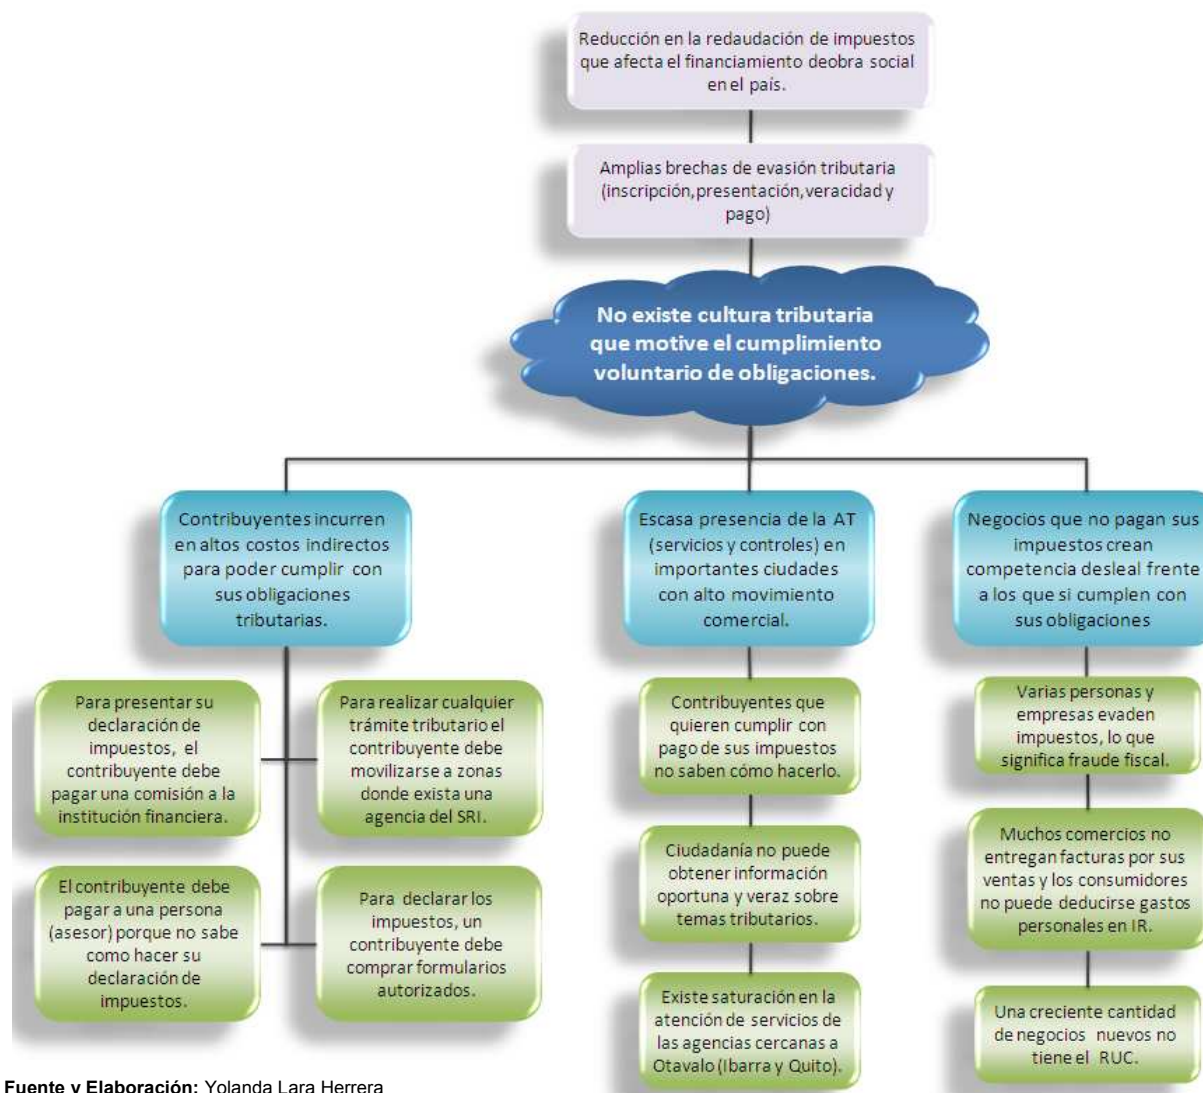 Reducción en la redaudación de impuestos
que afecta el financiamiento deobra social
en el país.
Amplias brechas de evasión tributaria
(inscripción, presentación, veracidad y
pago)
No existe cultura tributaria
que motive el cumplimiento
voluntario de obligaciones.
Contribuyentes incurren
en altos costos indirectos
para poder cumplir con
sus obligaciones
tributarias.
Para presentar su
declaración de
impuestos, el
contribuyente debe
pagar una comisión a la
institución financiera.
Para realizar cualquier
trámite tributario el
contribuyente debe
movilizarse a zonas
donde exista una
agencia del SRI.
El contribuyente debe
pagar a una persona
(asesor) porque no sabe
como hacer su
declaración de
impuestos.
Para declarar los
impuestos, un
contribuyente debe
comprar formularios
autorizados.
Escasa presencia de la AT
(servicios y controles) en
importantes ciudades
con alto movimiento
comercial.
Contribuyentes que
quieren cumplir con
pago de sus impuestos
no saben cómo hacerlo.
Ciudadanía no puede
obtener información
oportuna y veraz sobre
temas tributarios.
Existe saturación en la
atención de servicios de
las agencias cercanas a
Otavalo (Ibarra y Quito).
Negocios que no pagan sus
impuestos crean
competencia desleal frente
a los que si cumplen con
sus obligaciones
Varias personas y
empresas evaden
impuestos, lo que
significa fraude fiscal.
Muchos comercios no
entregan facturas por sus
ventas y los consumidores
no puede deducirse gastos
personales en IR.
Una creciente cantidad
de negocios nuevos no
tiene el RUC.
Fuente y Elaboración: Yolanda Lara Herrera